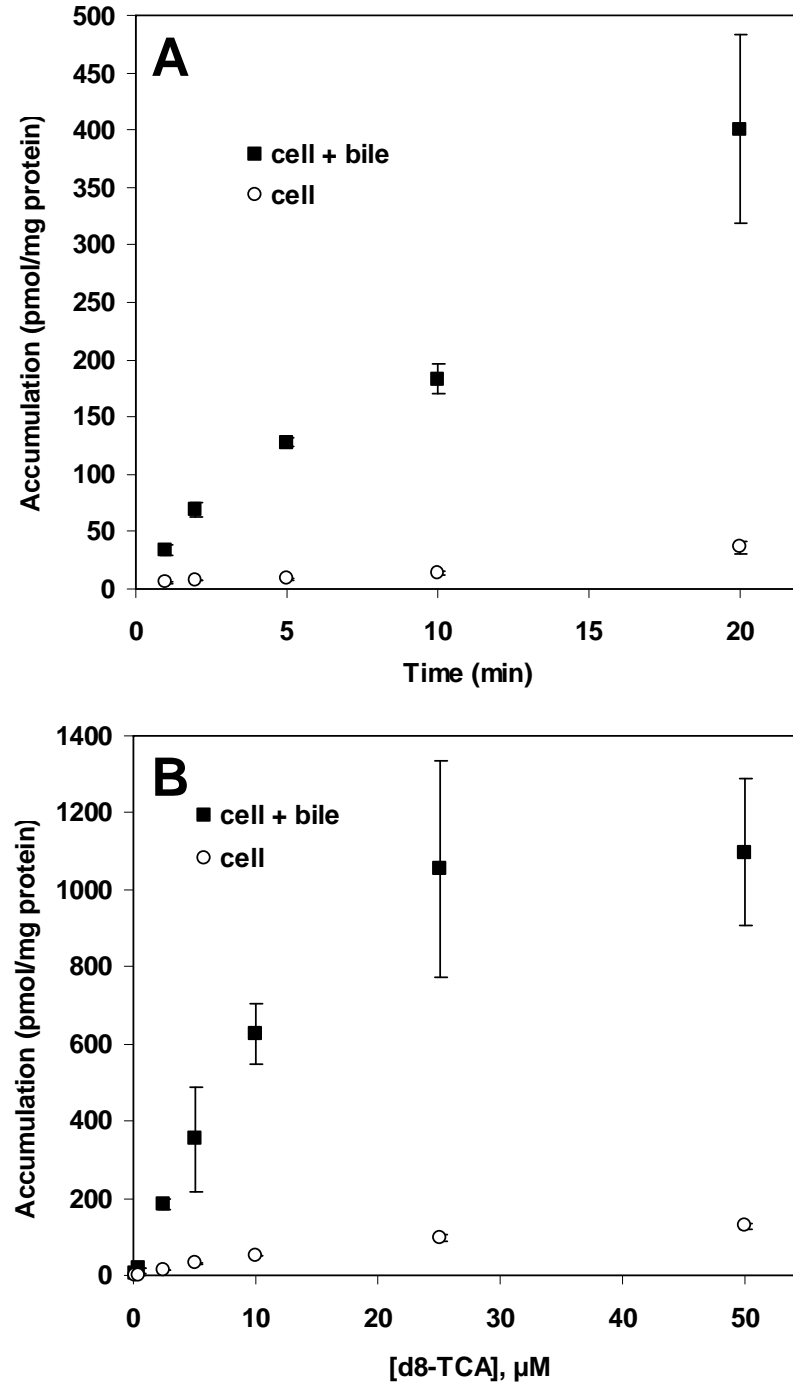 A
cell + bile
cell
500
450
400
350
300
250
200
150
100
50
0
Accumulation (pmol/mg protein)
0 5 10 15 20
Time (min)
B
cell + bile
cell
1400
1200
1000
800
600
400
200
0
Accumulation (pmol/mg protein)
0 10 20 30 40 50
[d8-TCA], µM